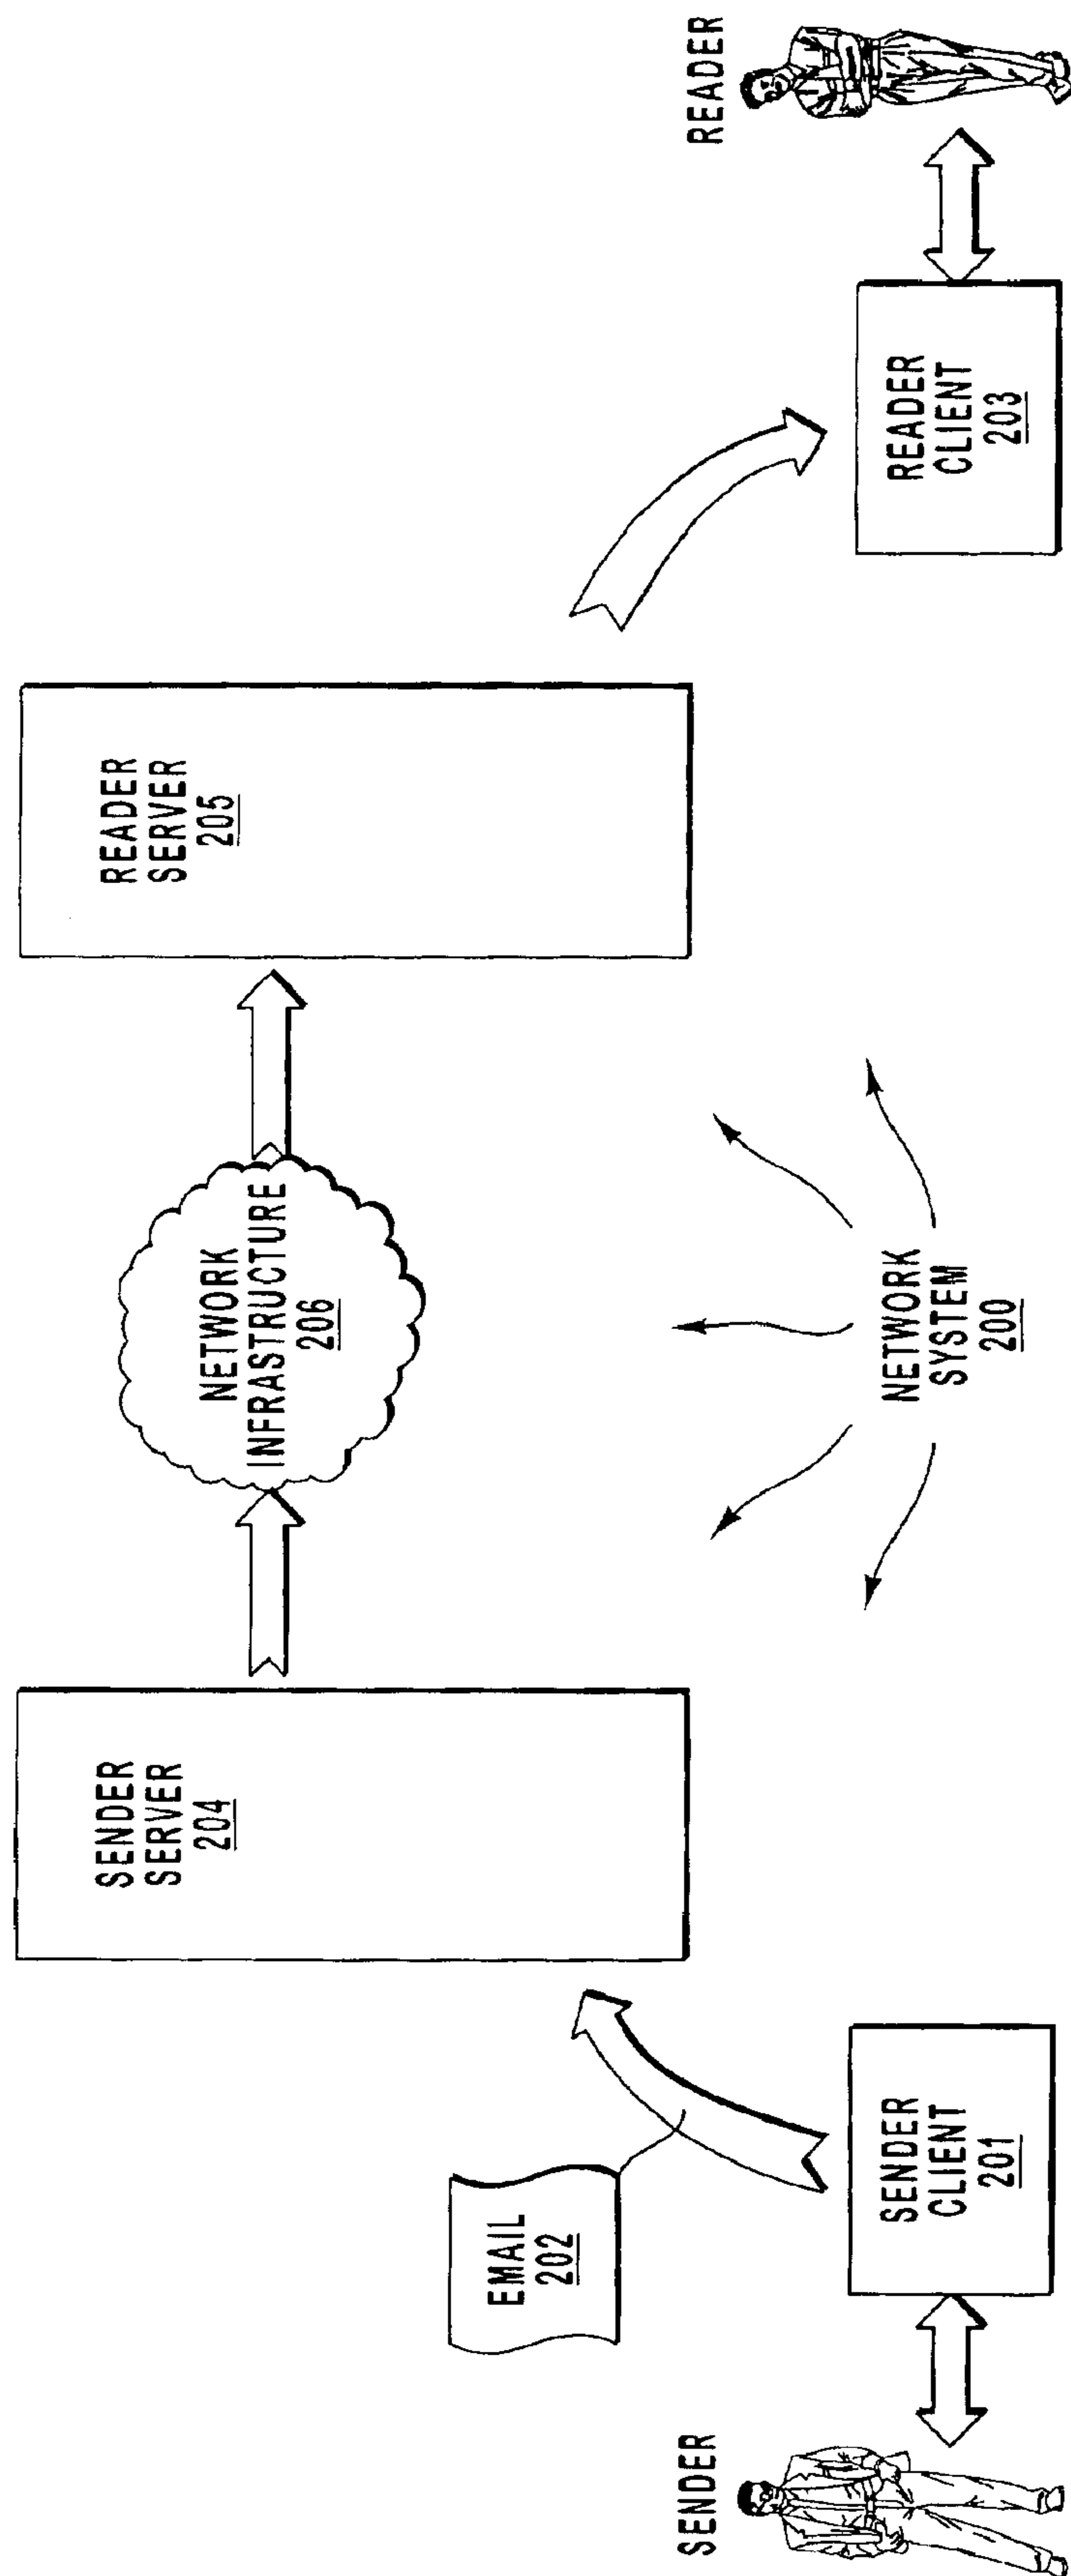 SENDER
SENDER
CLIENT
201
EMAIL
202
SENDER
SERVER
204
NETWORK
INFRASTRUCTURE
206
NETWORK
SYSTEM
200
READER
SERVER
205
READER
CLIENT
203
READER